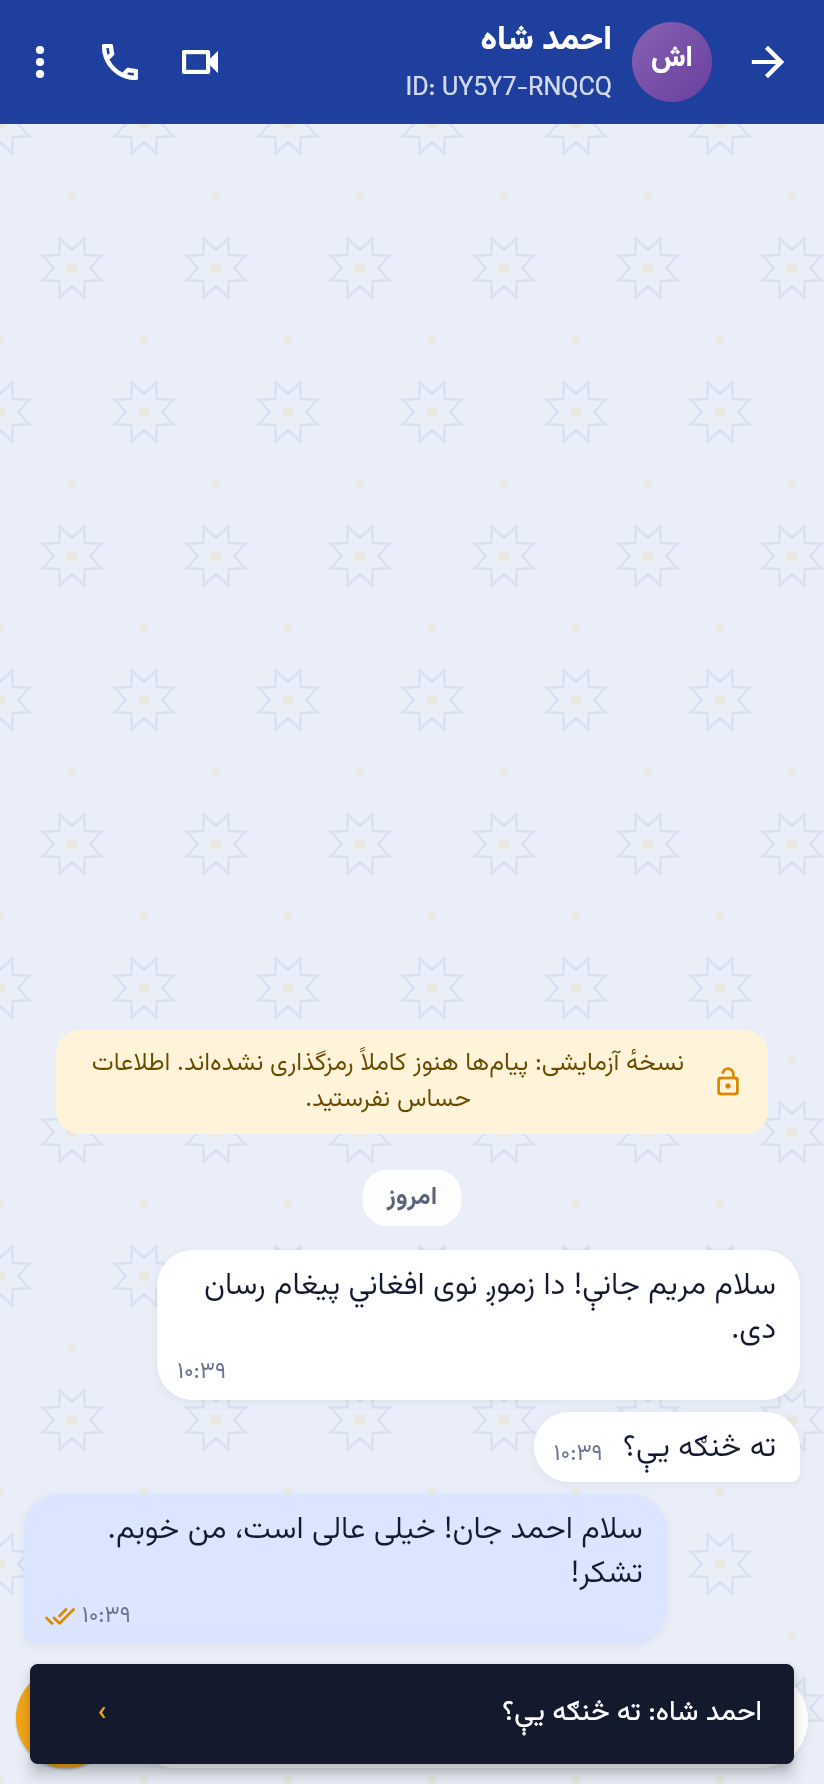 احمد شاه
ID: UY5Y7-RNQCQ
اش
نسخهٔ آزمایشی: پیام‌ها هنوز کاملاً رمزگذاری نشده‌اند. اطلاعات
حساس نفرستید.
امروز
سلام مریم جانې! دا زموږ نوی افغاني پیغام رسان
دی.
۱۰:۳۹
ته څنګه یې؟
۱۰:۳۹
سلام احمد جان! خیلی عالی است، من خوبم.
تشکر!
۱۰:۳۹
احمد شاه: ته څنګه یې؟